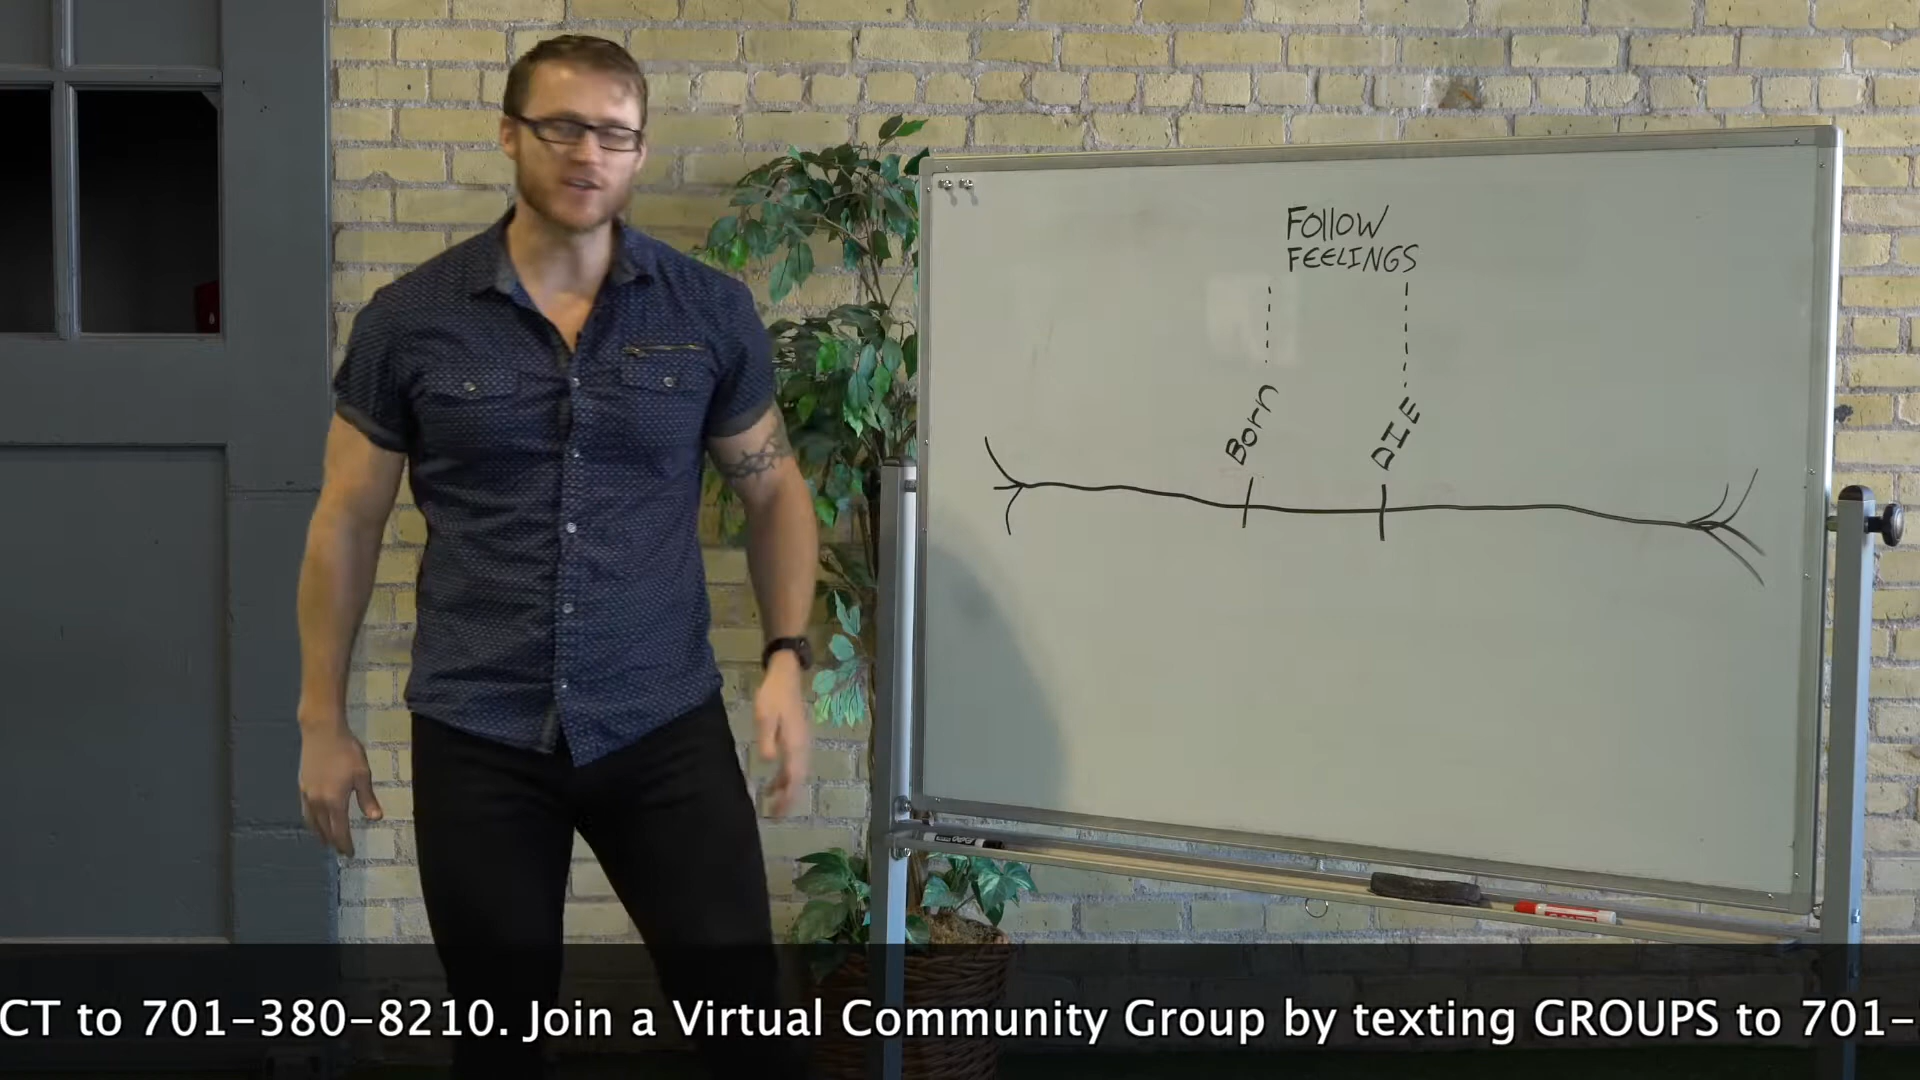 FOllOW
FEELINGS
Born
DIE
CT to 701-380-8210. Join a Virtual Community Group by texting GROUPS to 701-